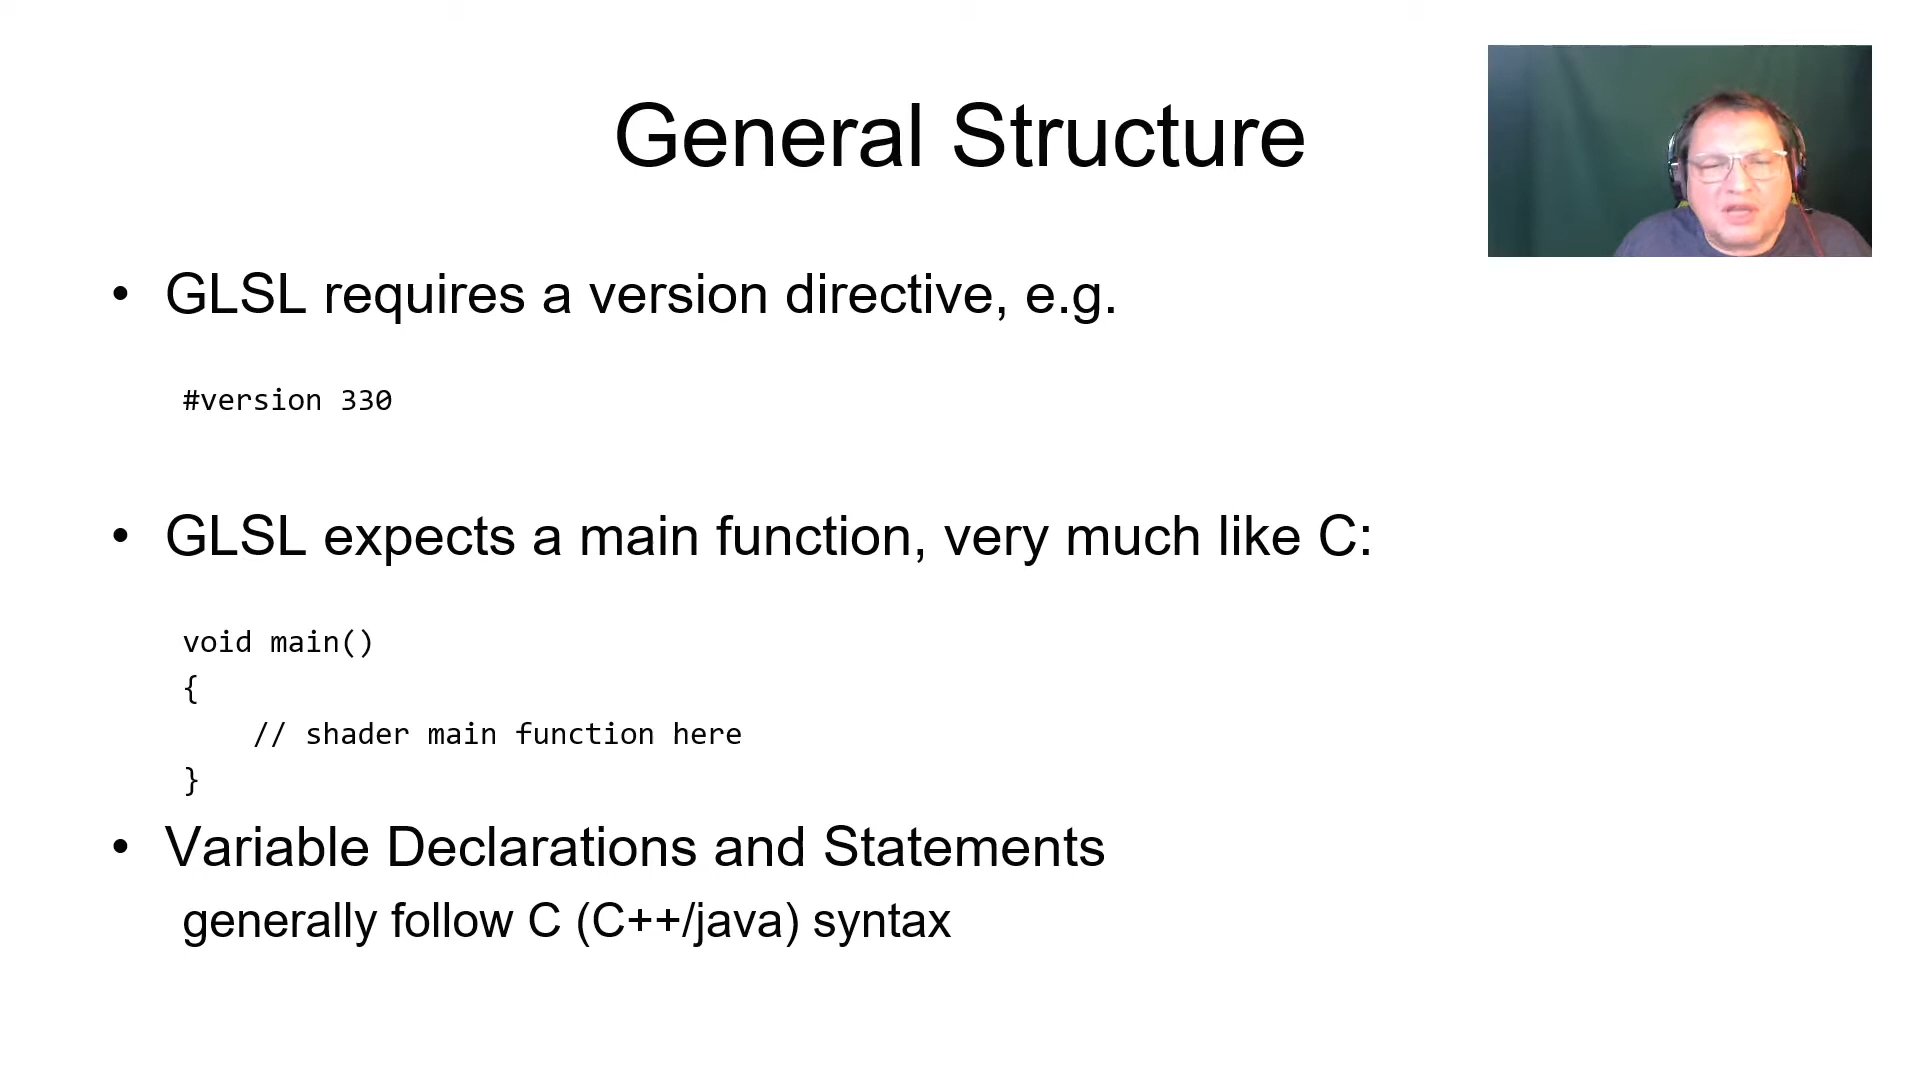 General Structure
• GLSL requires a version directive, e.g.
#version 330
• GLSL expects a main function, very much like C:
void main()
{
// shader main function here
}
• Variable Declarations and Statements
generally follow C (C++/java) syntax